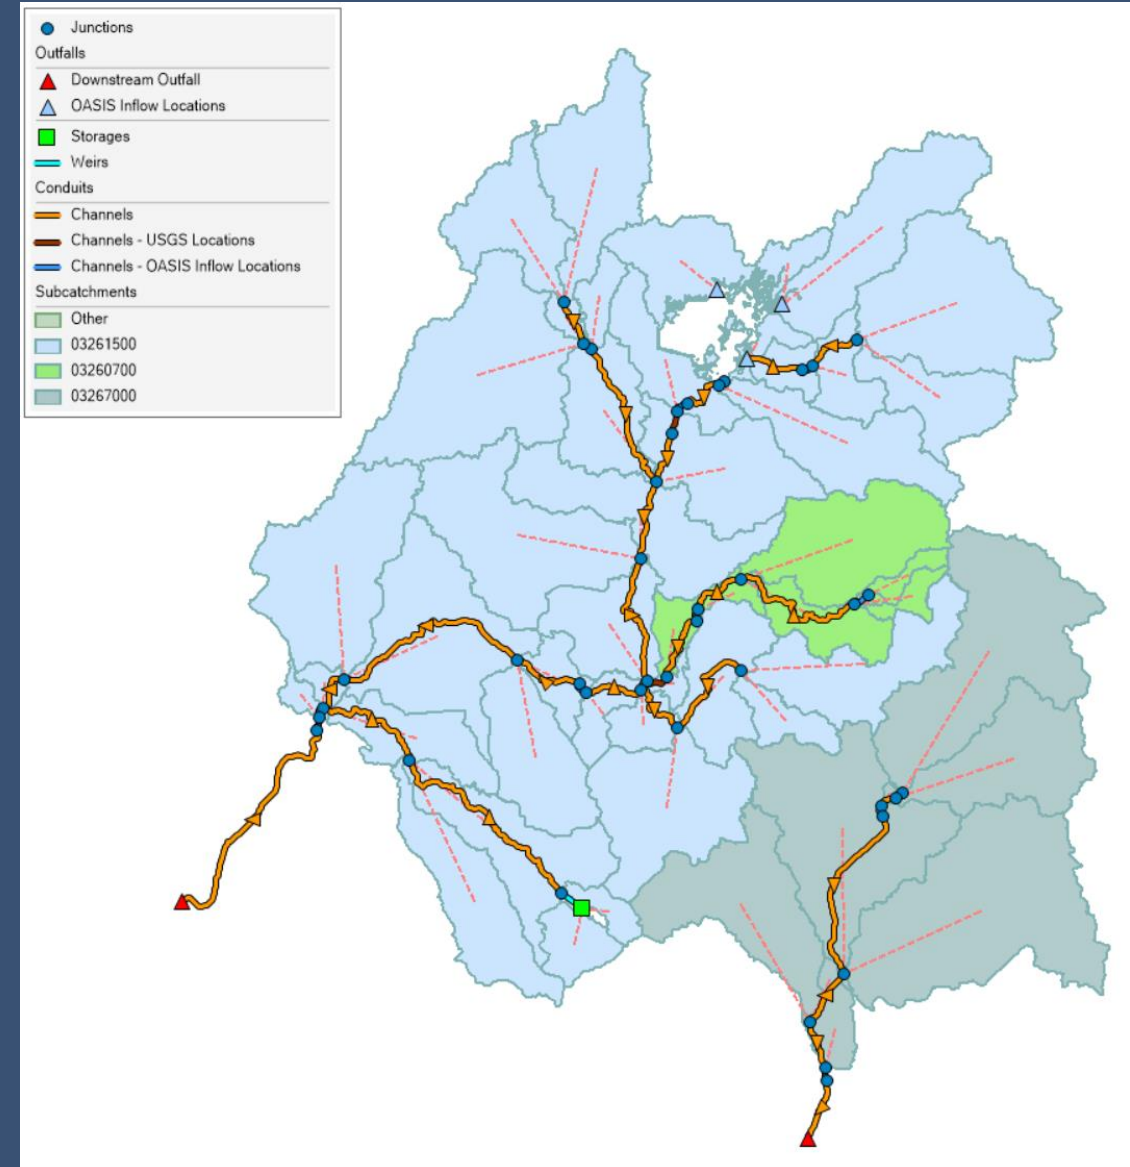 Junctions
Outfalls
Downstream Outfall
OASIS Inflow Locations
Storages
Weirs
Conduits
Channels
Channels - USGS Locations
Channels - OASIS Inflow Locations
Subcatchments
Other
03261500
03260700
03267000